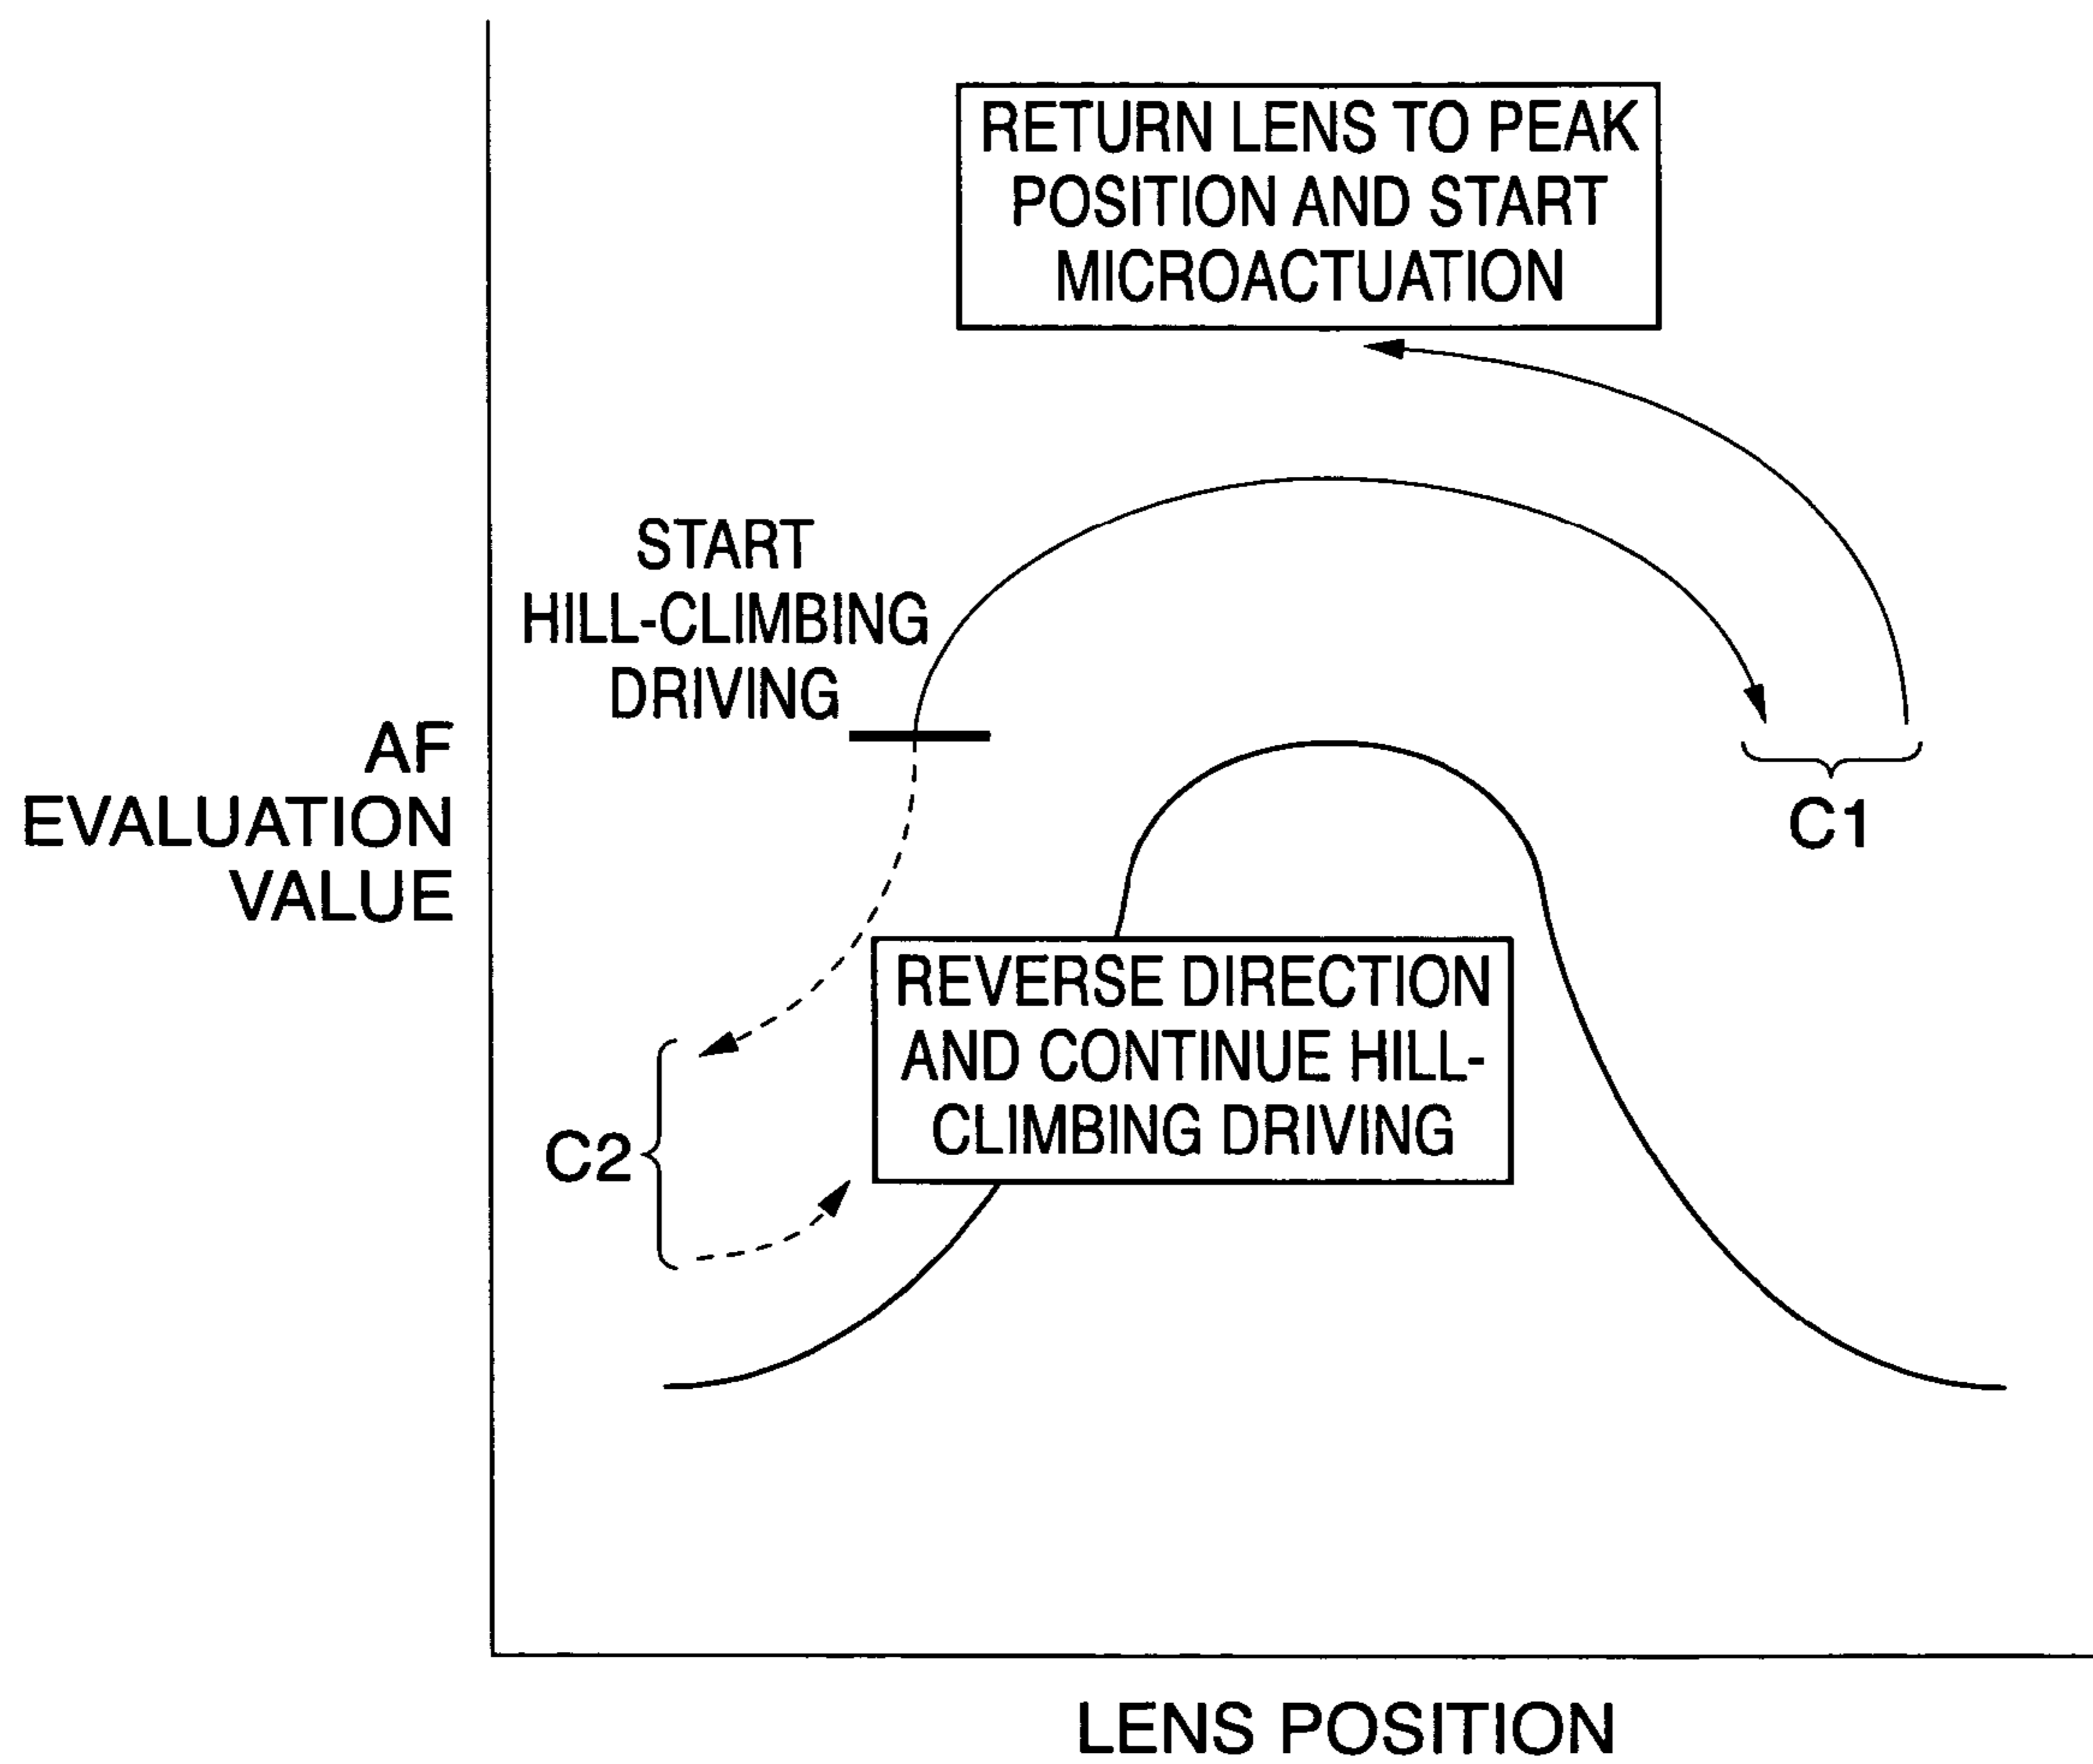 RETURN LENS TO PEAK
POSITION AND START
MICROACTUATION
START
HILL-CLIMBING
DRIVING
AF
EVALUATION
VALUE
C1
REVERSE DIRECTION
AND CONTINUE HILL-
CLIMBING DRIVING
C2
LENS POSITION